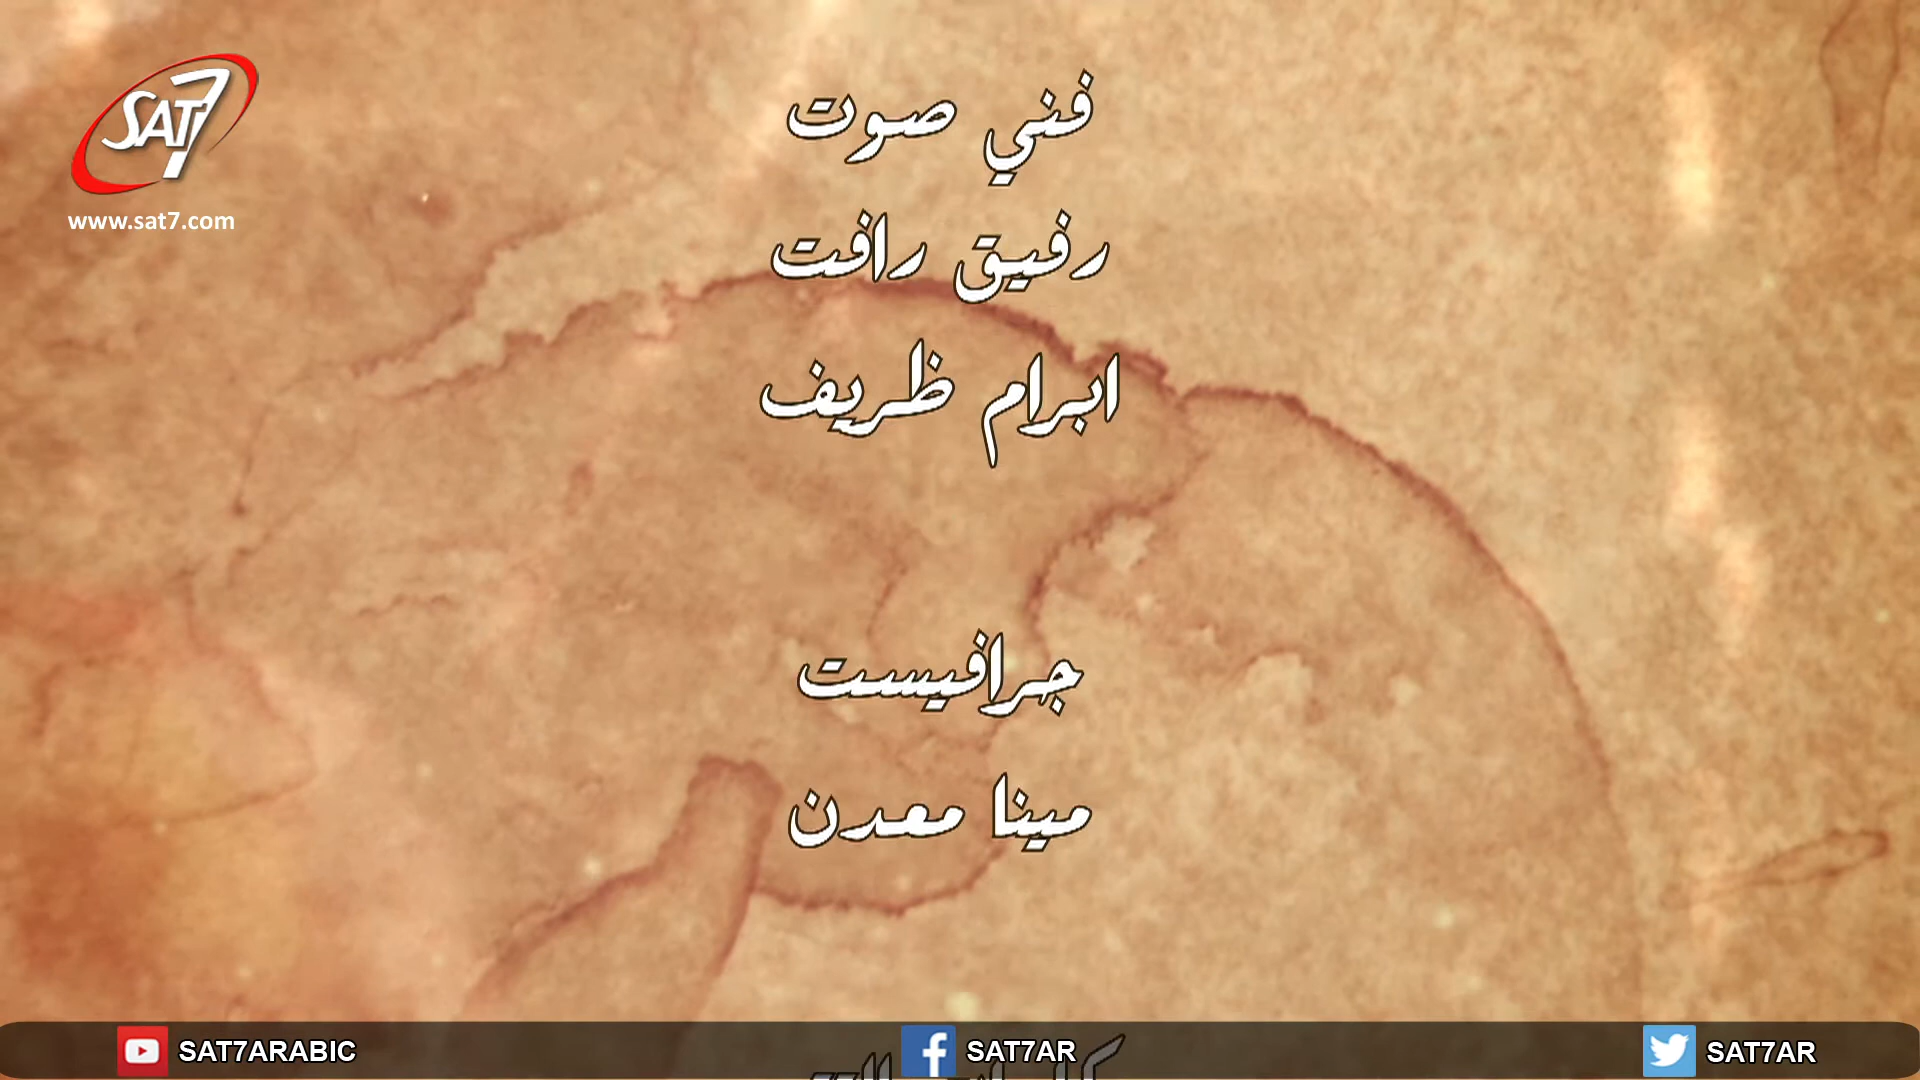 SAT7
www.sat7.com
فني صوت
رفيق رافت
ابرام ظريف
جرافيست
مينا معدن
SAT7ARABIC
SAT7AR
SAT7AR